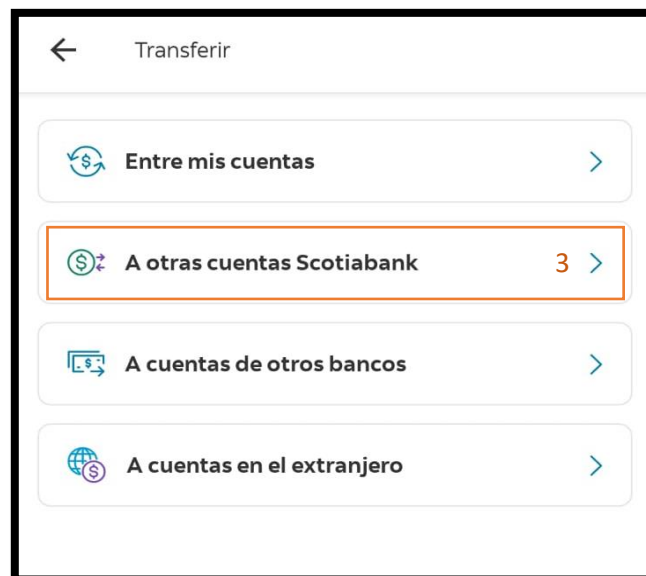 Transferir
Entre mis cuentas
A otras cuentas Scotiabank 3
A cuentas de otros bancos
A cuentas en el extranjero